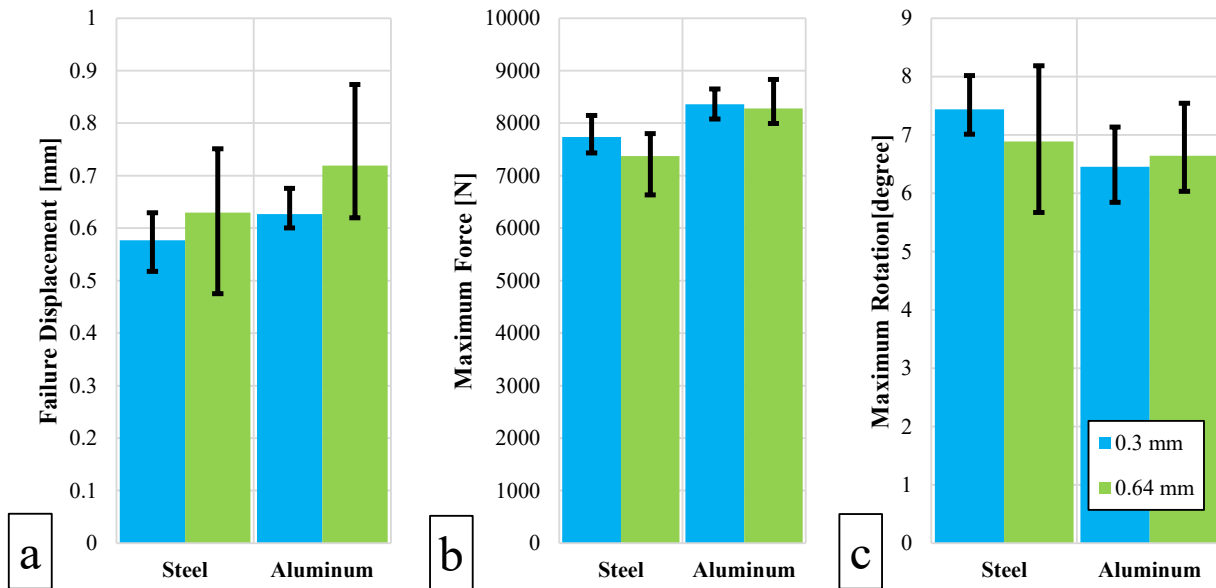 Failure Displacement [mm]
1
0.9
0.8
0.7
0.6
0.5
0.4
0.3
0.2
0.1
0
Steel Aluminum
a
Maximum Force [N]
10000
9000
8000
7000
6000
5000
4000
3000
2000
1000
0
Steel Aluminum
b
Maximum Rotation[degree]
9
8
7
6
5
4
3
2
1
0
Steel Aluminum
c
0.3 mm
0.64 mm